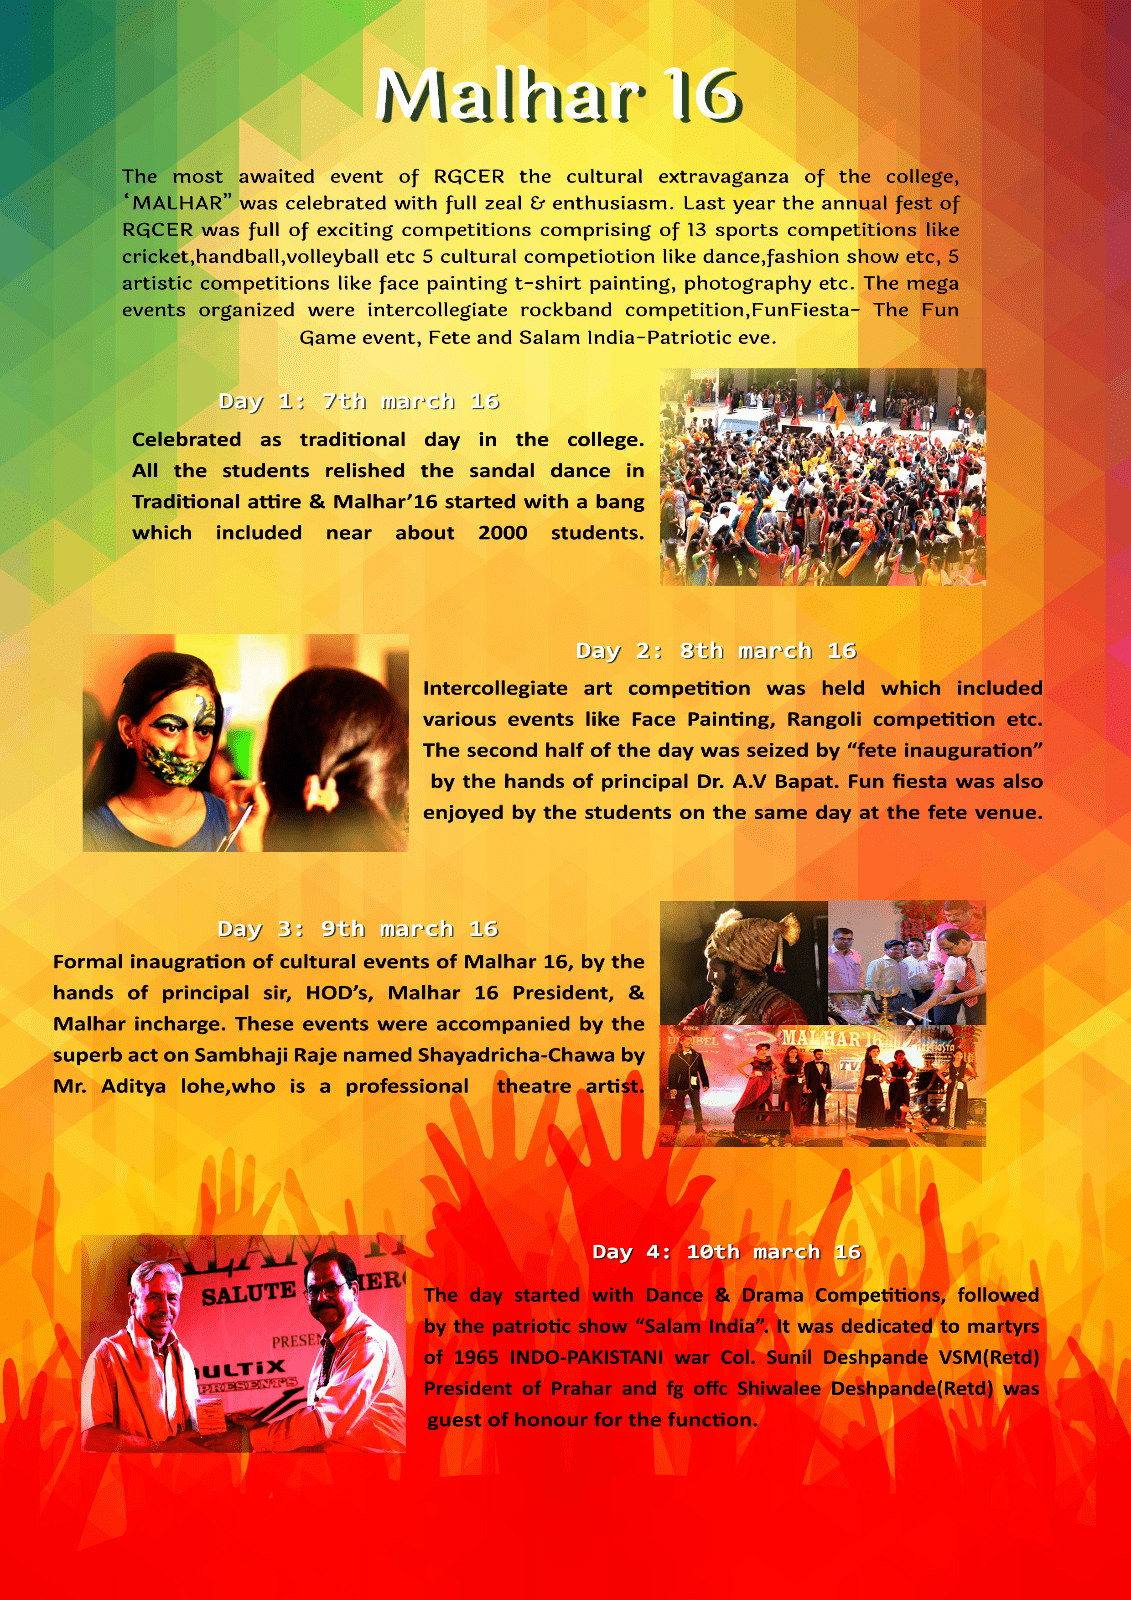 Malhar 16
The most awaited event of RGCER the cultural extravaganza of the college,
‘MALHAR” was celebrated with full zeal & enthusiasm. Last year the annual fest of
RGCER was full of exciting competitions comprising of 13 sports competitions like
cricket,handball,volleyball etc 5 cultural competiotion like dance,fashion show etc, 5
artistic competitions like face painting t-shirt painting, photography etc. The mega
events organized were intercollegiate rockband competition,FunFiesta- The Fun
Game event, Fete and Salam India-Patriotic eve.
Day 1: 7th march 16
Celebrated as traditional day in the college.
All the students relished the sandal dance in
Traditional attire & Malhar’16 started with a bang
which included near about 2000 students.
Day 2: 8th march 16
Intercollegiate art competition was held which included
various events like Face Painting, Rangoli competition etc.
The second half of the day was seized by “fete inauguration”
by the hands of principal Dr. A.V Bapat. Fun fiesta was also
enjoyed by the students on the same day at the fete venue.
Day 3: 9th march 16
Formal inaugration of cultural events of Malhar 16, by the
hands of principal sir, HOD’s, Malhar 16 President, &
Malhar incharge. These events were accompanied by the
superb act on Sambhaji Raje named Shayadricha-Chawa by
Mr. Aditya lohe,who is a professional theatre artist.
MALHAR'16
Day 4: 10th march 16
The day started with Dance & Drama Competitions, followed
by the patriotic show “Salam India”. It was dedicated to martyrs
of 1965 INDO-PAKISTANI war Col. Sunil Deshpande VSM(Retd)
President of Prahar and fg offc Shiwalee Deshpande(Retd) was
guest of honour for the function.
SALAM
SALUTE
PRESEN
ULTIX
PRESENTS